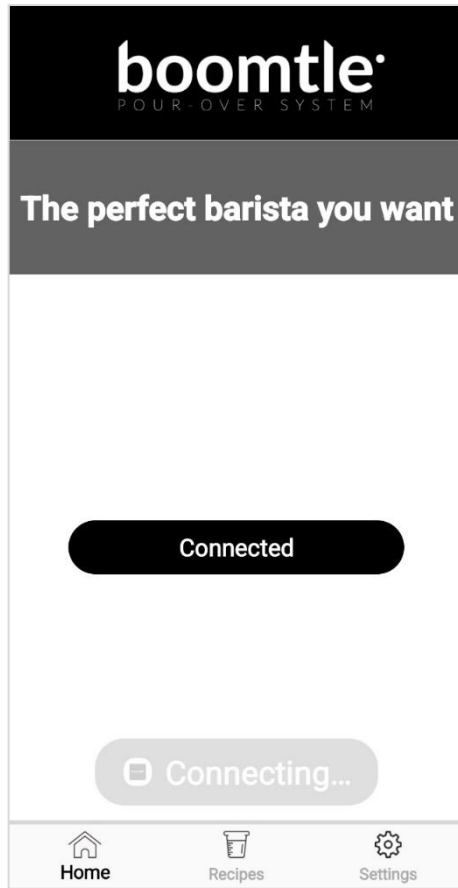 boomtle
POUR-OVER SYSTEM
The perfect barista you want
Connected
Connecting...
Home Recipes Settings